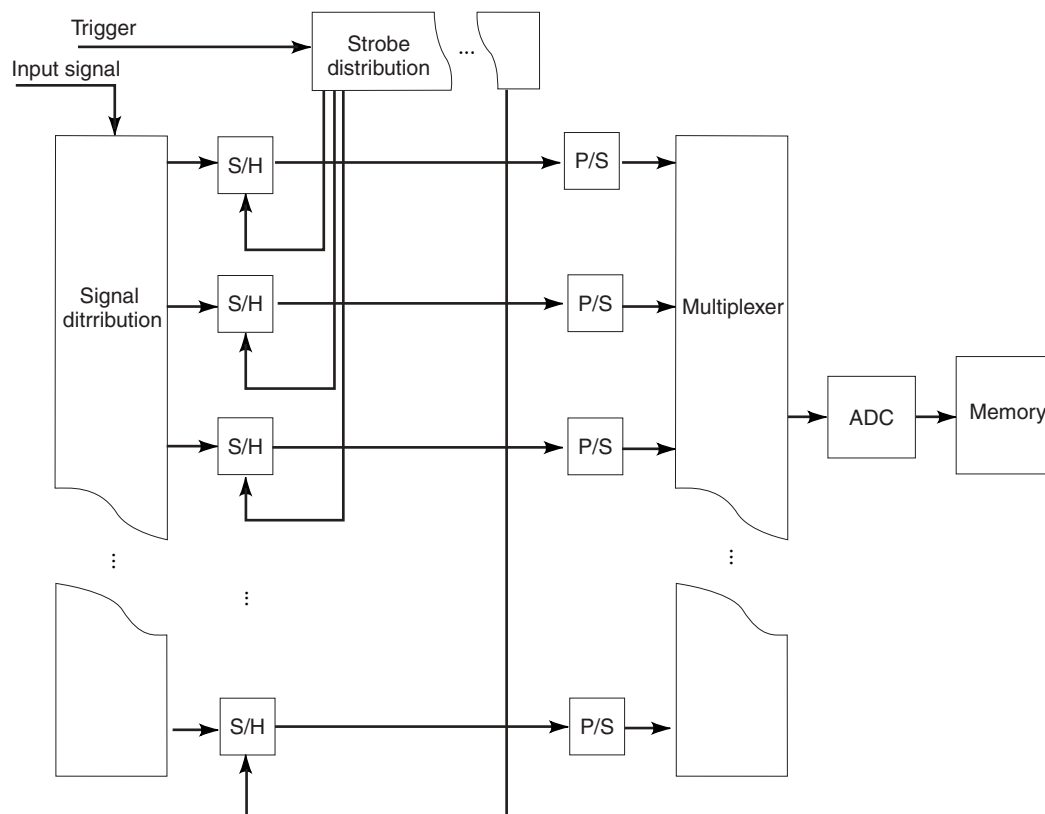 Trigger
Strobe
distribution
...
Input signal
S/H
P/S
S/H
P/S
Signal
ditrribution
Multiplexer
S/H
P/S
ADC
Memory
...
...
...
S/H
P/S